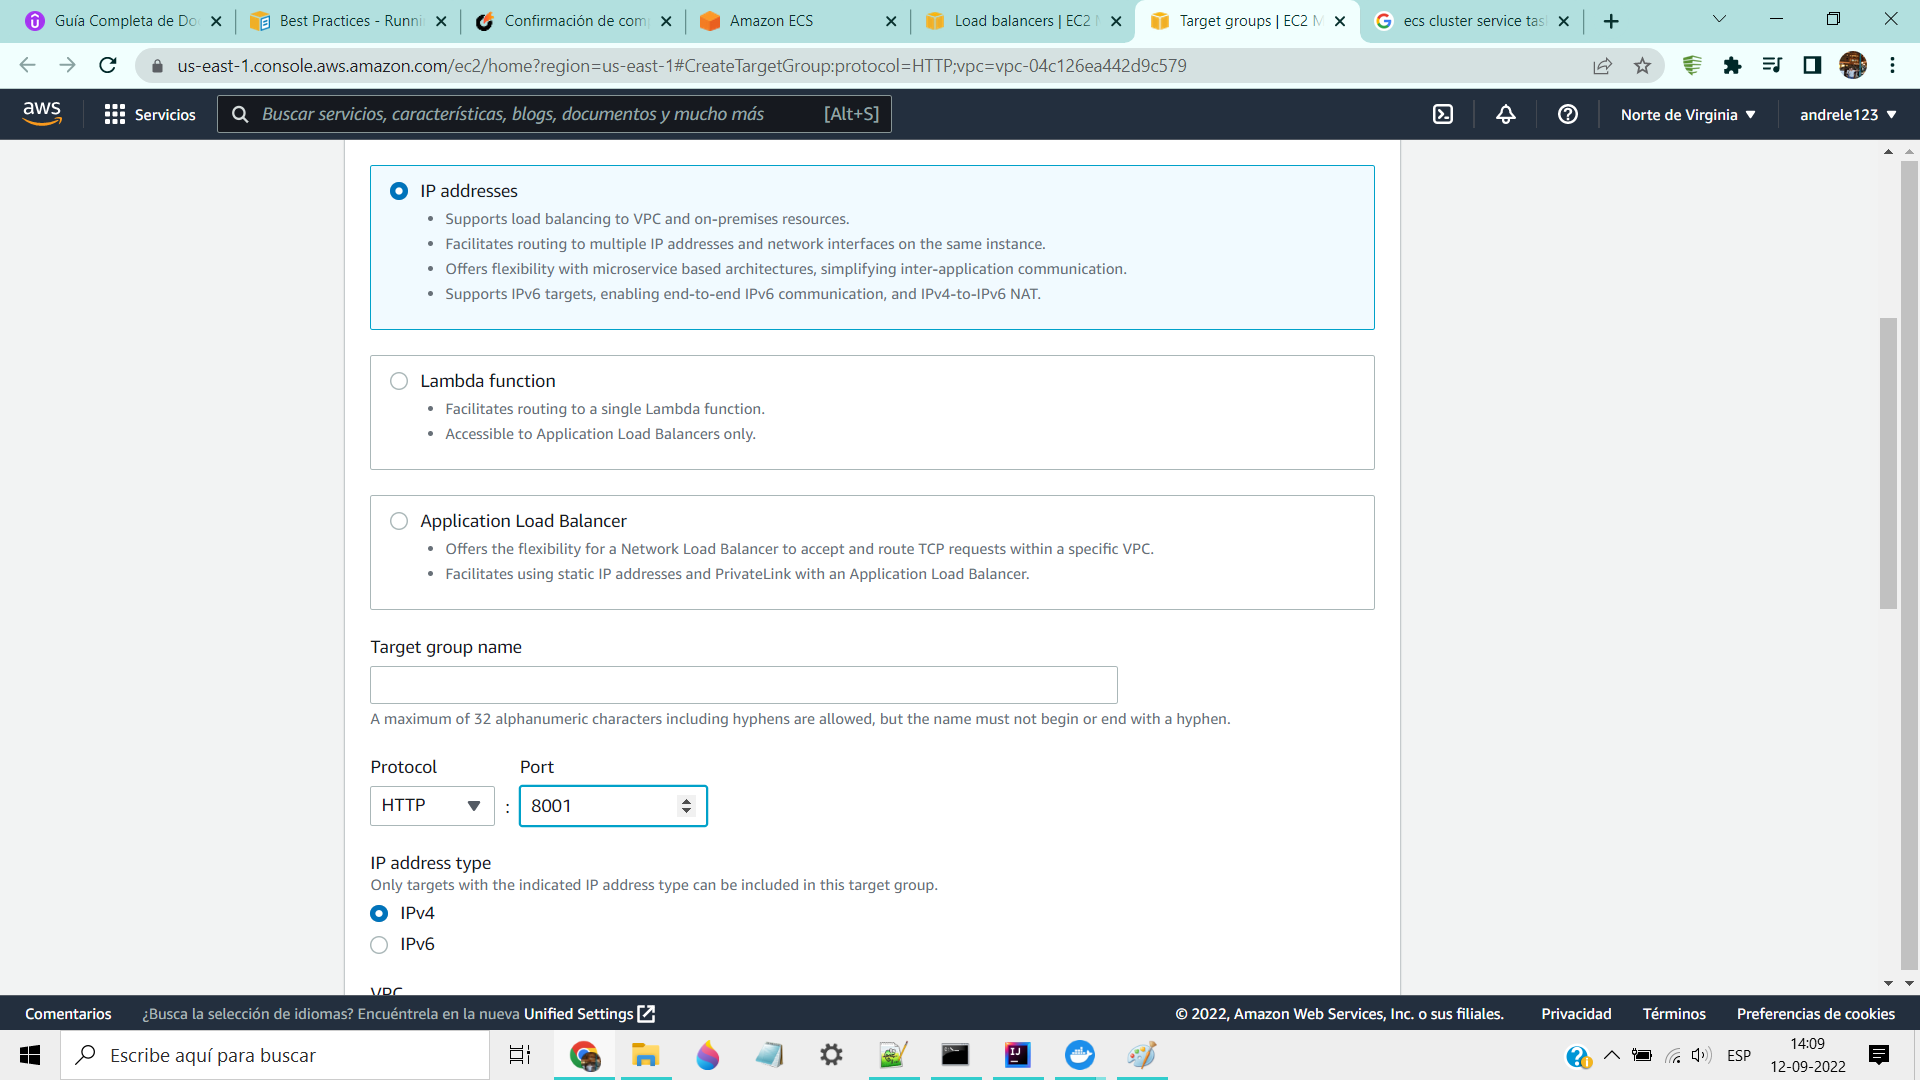 Guía Completa de Do
Best Practices - Runni
Confirmación de com
Amazon ECS
Load balancers | EC2
Target groups | EC2 M
ecs cluster service tas
us-east-1.console.aws.amazon.com/ec2/home?region=us-east-1#CreateTargetGroup:protocol=HTTP;vpc=vpc-04c126ea442d9c579
aws
Servicios
Buscar servicios, características, blogs, documentos y mucho más [Alt+S]
Norte de Virginia
andrele123
IP addresses
• Supports load balancing to VPC and on-premises resources.
• Facilitates routing to multiple IP addresses and network interfaces on the same instance.
• Offers flexibility with microservice based architectures, simplifying inter-application communication.
• Supports IPv6 targets, enabling end-to-end IPv6 communication, and IPv4-to-IPv6 NAT.
Lambda function
• Facilitates routing to a single Lambda function.
• Accessible to Application Load Balancers only.
Application Load Balancer
• Offers the flexibility for a Network Load Balancer to accept and route TCP requests within a specific VPC.
• Facilitates using static IP addresses and PrivateLink with an Application Load Balancer.
Target group name
A maximum of 32 alphanumeric characters including hyphens are allowed, but the name must not begin or end with a hyphen.
Protocol Port
HTTP : 8001
IP address type
Only targets with the indicated IP address type can be included in this target group.
IPv4
IPv6
VPC
Comentarios ¿Busca la selección de idiomas? Encuéntrela en la nueva Unified Settings © 2022, Amazon Web Services, Inc. o sus filiales. Privacidad Términos Preferencias de cookies
Escribe aquí para buscar
ESP
14:09
12-09-2022